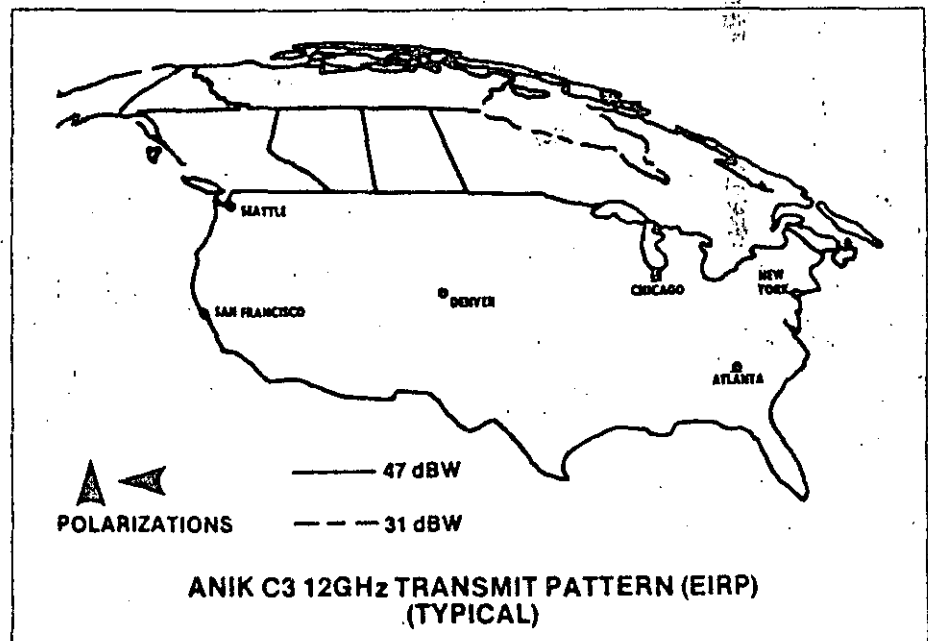 SEATTLE
CHICAGO
NEW
YORK
DENVER
SAN FRANCISCO
ATLANTA
47 dBW
POLARIZATIONS
31 dBW
ANIK C3 12GHz TRANSMIT PATTERN (EIRP)
(TYPICAL)